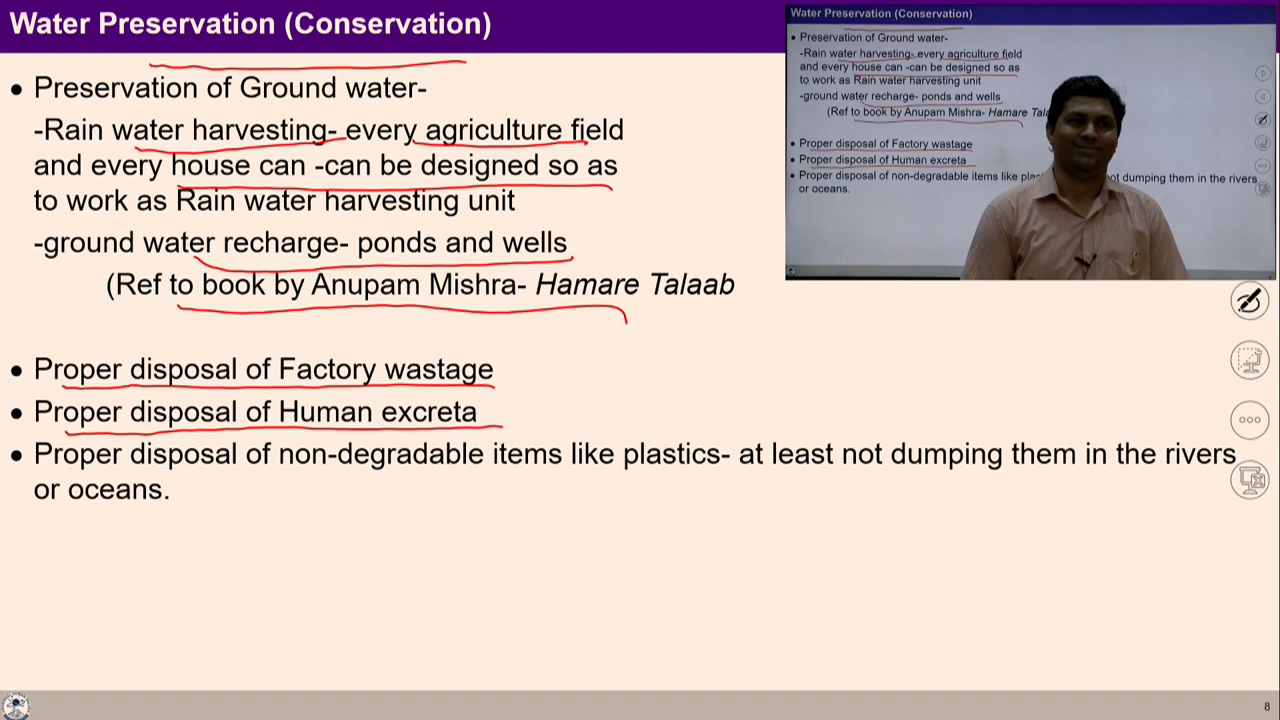 Water Preservation (Conservation)
● Preservation of Ground water-
-Rain water harvesting- every agriculture field
and every house can -can be designed so as
to work as Rain water harvesting unit
-ground water recharge- ponds and wells
(Ref to book by Anupam Mishra- Hamare Talaab
● Proper disposal of Factory wastage
● Proper disposal of Human excreta
● Proper disposal of non-degradable items like plastics- at least not dumping them in the rivers
or oceans.
8
Water Preservation (Conservation)
● Preservation of Ground water-
-Rain water harvesting- every agriculture field
and every house can -can be designed so as
to work as Rain water harvesting unit
-ground water recharge- ponds and wells
(Ref to book by Anupam Mishra- Hamare
● Proper disposal of Factory wastage
● Proper disposal of Human excreta
● Proper disposal of non-degradable items like not dumping them in the rivers
or oceans.